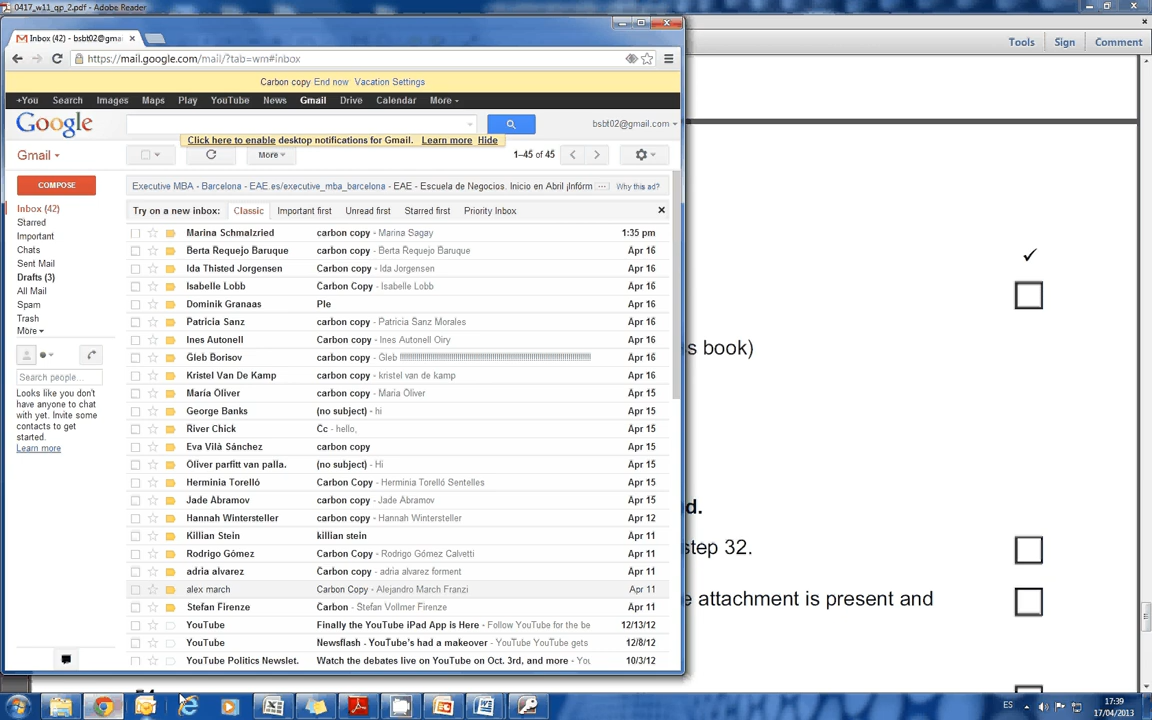 0417_w11_qp_2.pdf - Adobe Reader
Inbox (42) - bsbt02@gmai
https://mail.google.com/mail/?tab=wm#inbox
Tools Sign Comment
Carbon copy End now Vacation Settings
+You Search Images Maps Play YouTube News Gmail Drive Calendar More
Google
bsbt02@gmail.com
Click here to enable desktop notifications for Gmail. Learn more Hide
Gmail
More
1–45 of 45
COMPOSE
Executive MBA - Barcelona - EAE.es/executive_mba_barcelona - EAE - Escuela de Negocios. Inicio en Abril ¡Infórm Why this ad?
Try on a new inbox: Classic Important first Unread first Starred first Priority Inbox
Inbox (42)
Starred
Important
Chats
Sent Mail
Drafts (3)
All Mail
Spam
Trash
More
Search people...
Looks like you don't
have anyone to chat
with yet. Invite some
contacts to get
started.
Learn more
Marina Schmalzried carbon copy - Marina Sagay 1:35 pm
Berta Requejo Baruque carbon copy - Berta Requejo Baruque Apr 16
Ida Thisted Jorgensen Carbon copy - Ida Jorgensen Apr 16
Isabelle Lobb Carbon Copy - Isabelle Lobb Apr 16
Dominik Granaas Ple Apr 16
Patricia Sanz carbon copy - Patricia Sanz Morales Apr 16
Ines Autonell carbon copy - Ines Autonell Oiry Apr 16
Gleb Borisov carbon copy - Gleb Apr 16
Kristel Van De Kamp carbon copy - kristel van de kamp Apr 16
María Oliver carbon copy - Maria Oliver Apr 15
George Banks (no subject) - hi Apr 15
River Chick Cc - hello, Apr 15
Eva Vilà Sánchez carbon copy Apr 15
Oliver parfitt van palla. (no subject) - Hi Apr 15
Herminia Torelló Carbon Copy - Herminia Torelló Sentelles Apr 15
Jade Abramov carbon copy - Jade Abramov Apr 15
Hannah Wintersteller carbon copy - Hannah Wintersteller Apr 12
Killian Stein killian stein Apr 11
Rodrigo Gómez Carbon Copy - Rodrigo Gómez Calvetti Apr 11
adria alvarez Carbon copy - adria alvarez forment Apr 11
alex march Carbon Copy - Alejandro March Franzi Apr 11
Stefan Firenze Carbon - Stefan Vollmer Firenze Apr 11
YouTube Finally the YouTube iPad App is Here - Follow YouTube for the be 12/13/12
YouTube Newsflash - YouTube's had a makeover - YouTube YouTube gets 12/8/12
YouTube Politics Newslet. Watch the debates live on YouTube on Oct. 3rd, and more - You 10/3/12
✓
s book)
d.
step 32.
e attachment is present and
ES
17:39
17/04/2013